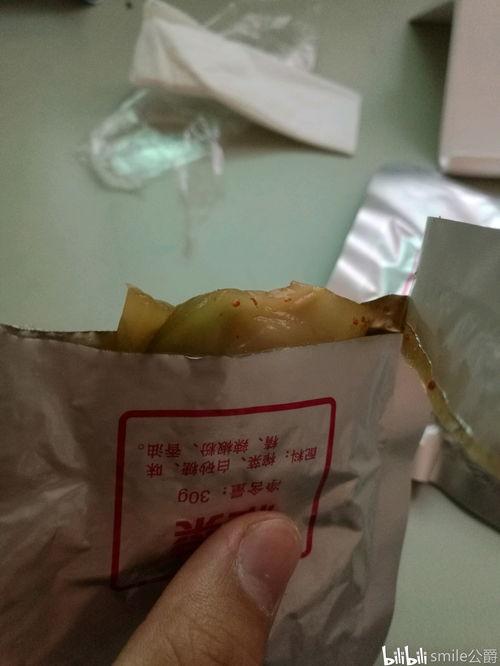 净含量：30g
配料：榨菜、白砂糖、味
精、辣椒粉、香油。
bilibili smile公爵